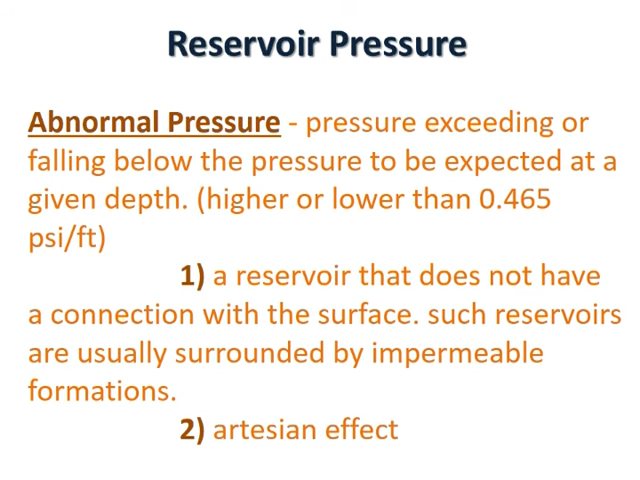 Reservoir Pressure
Abnormal Pressure - pressure exceeding or
falling below the pressure to be expected at a
given depth. (higher or lower than 0.465
psi/ft)
1) a reservoir that does not have
a connection with the surface. such reservoirs
are usually surrounded by impermeable
formations.
2) artesian effect